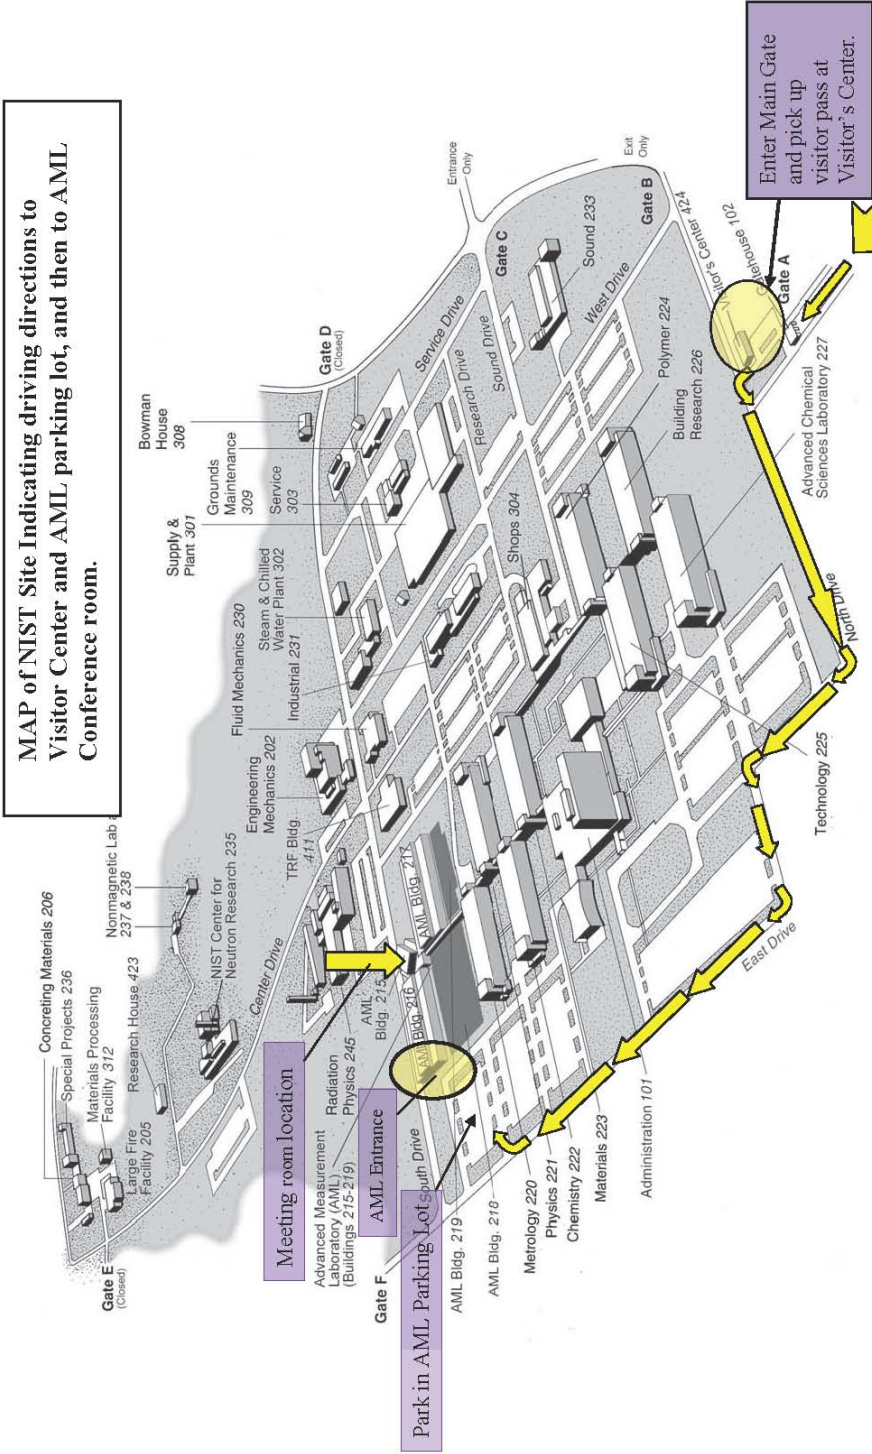 MAP of NIST Site Indicating driving directions to
Visitor Center and AML parking lot, and then to AML
Conference room.
Concreting Materials 206
Special Projects 236
Materials Processing
Facility 312
Large Fire
Facility 205
Gate E
(Closed)
Research House 423
Nonmagnetic Lab
237 & 238
NIST Center for
Neutron Research 235
Center Drive
Engineering
Mechanics 202
TRF Bldg.
411
Fluid Mechanics 230
Industrial 231
Steam & Chilled
Water Plant 302
Supply &
Plant 301
Grounds
Maintenance
309
Service
303
Bowman
House
308
Gate D
(Closed)
Service Drive
Research Drive
Sound Drive
Entrance
Only
Gate C
Sound 233
Exit
Only
Gate B
West Drive
Shops 304
Polymer 224
Building
Research 226
Visitor's Center 424
Gatehouse 102
Gate A
Enter Main Gate
and pick up
visitor pass at
Visitor's Center.
Advanced Chemical
Sciences Laboratory 227
North Drive
Technology 225
East Drive
Meeting room location
Radiation
Physics 245
AML
Bldg. 215
AML Bldg. 216
AML Bldg. 217
Advanced Measurement
Laboratory (AML)
(Buildings 215-219)
AML Entrance
South Drive
Gate F
Park in AML Parking Lot
AML Bldg. 219
AML Bldg. 218
Metrology 220
Physics 221
Chemistry 222
Materials 223
Administration 101